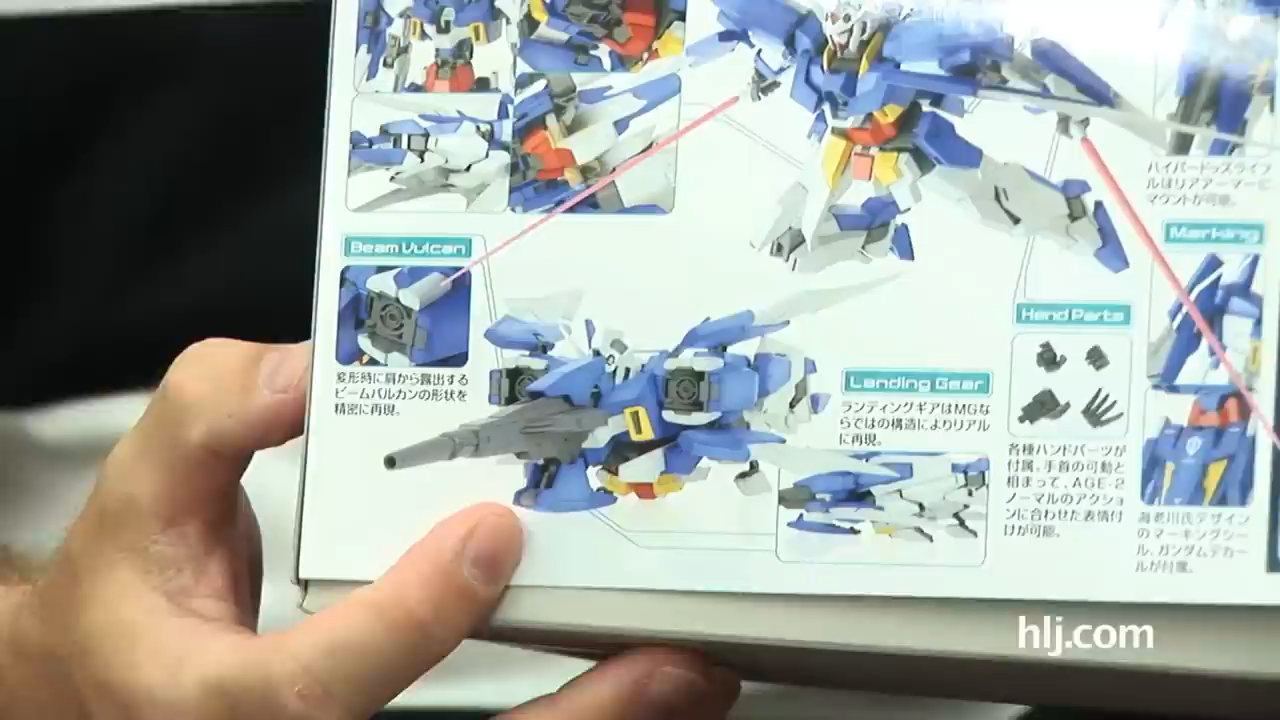 ハイパードッズライフ
ルはリアアーマーに
マウントが可能。
Beam Vulcan
変形時に肩から露出する
ビームバルカンの形状を
精密に再現。
Marking
Hand Parts
Landing Gear
ランディングギアはMGな
らではの構造によりリアル
に再現。
各種ハンドパーツが
付属。手首の可動と
相まって、AGE-2
ノーマルのアクショ
ンに合わせた表情付
けが可能。
海老川氏デザイン
のマーキングシー
ル、ガンダムデカー
ルが付属。
hlj.com